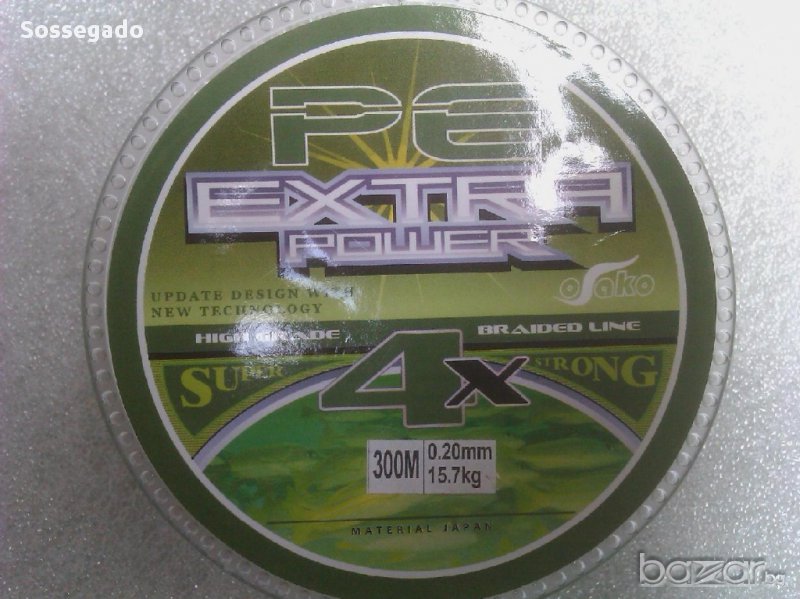 Sossegado
PE
EXTRA
POWER
osako
UPDATE DESIGN WITH
NEW TECHNOLOGY
HIGH GRADE
BRAIDED LINE
SUPER
4X
STRONG
300M
0.20mm
15.7kg
MATERIAL JAPAN
bazar.bg